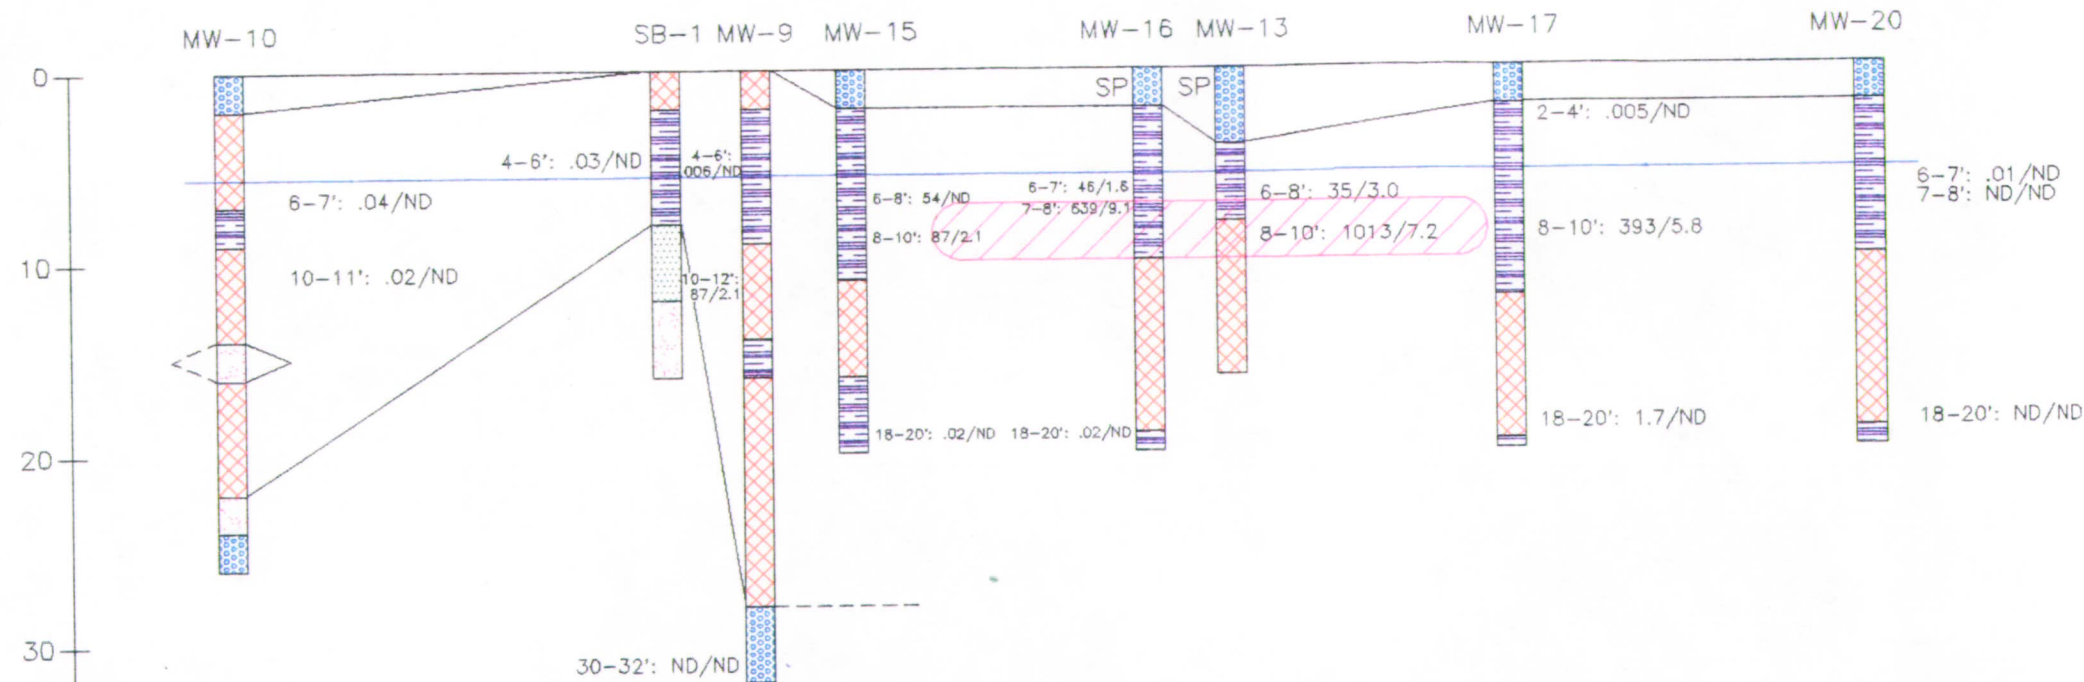 MW-10 SB-1 MW-9 MW-15 MW-16 MW-13 MW-17 MW-20
0
SP SP
2-4': .005/ND
4-6': .03/ND
4-6':
.006/ND
6-7': .04/ND
6-8': 54/ND
6-7': 46/1.6
6-8': 35/3.0
6-7': .01/ND
7-8': ND/ND
7-8': 639/9.1
8-10': 87/2.1
8-10': 1013/7.2
8-10': 393/5.8
10
10-11': .02/ND
10-12':
87/2.1
18-20': .02/ND
18-20': .02/ND
18-20': 1.7/ND
18-20': ND/ND
20
30
30-32': ND/ND